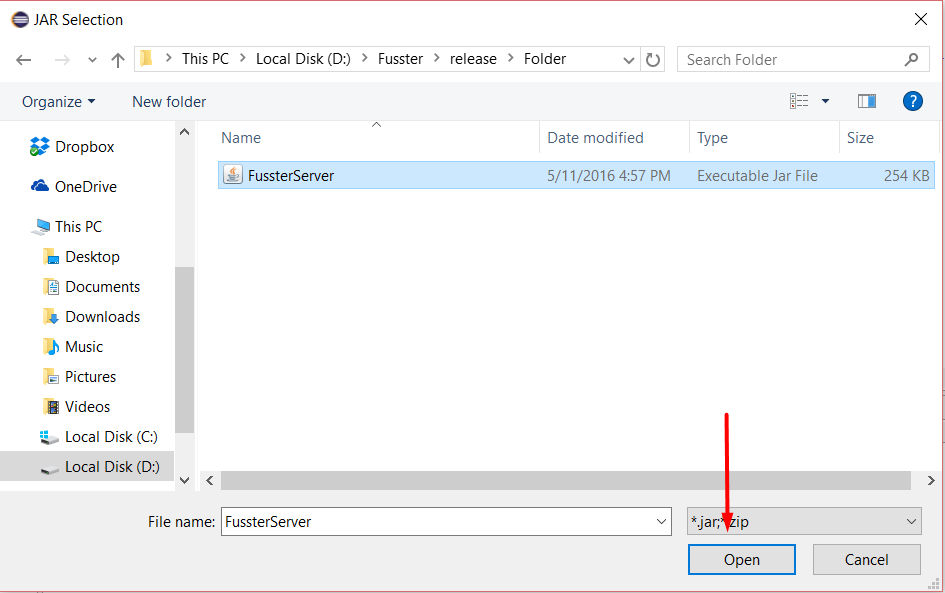 JAR Selection
This PC Local Disk (D:) Fusster release Folder
Search Folder
Organize New folder
?
Name Date modified Type Size
Dropbox
FussterServer 5/11/2016 4:57 PM Executable Jar File 254 KB
OneDrive
This PC
Desktop
Documents
Downloads
Music
Pictures
Videos
Local Disk (C:)
Local Disk (D:)
File name: FussterServer *.jar;*.zip
Open Cancel